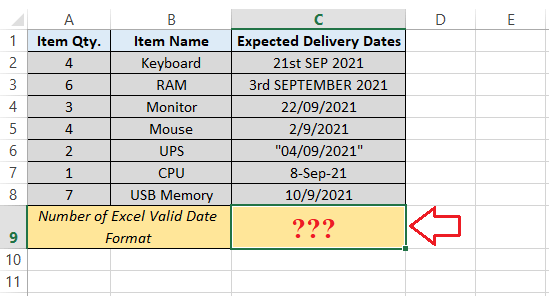 A B C D E
1 Item Qty. Item Name Expected Delivery Dates
2 4 Keyboard 21st SEP 2021
3 6 RAM 3rd SEPTEMBER 2021
4 3 Monitor 22/09/2021
5 4 Mouse 2/9/2021
6 2 UPS "04/09/2021"
7 1 CPU 8-Sep-21
8 7 USB Memory 10/9/2021
Number of Excel Valid Date
9 Format ???
10
11